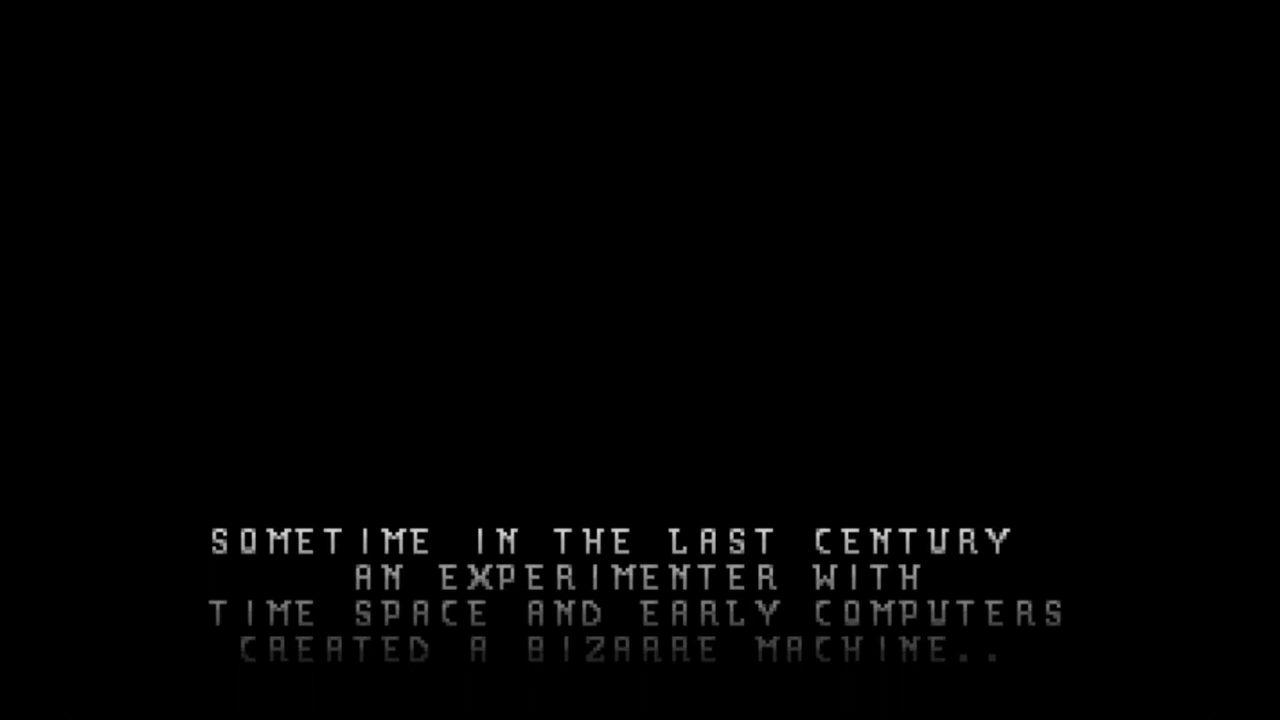 SOMETIME IN THE LAST CENTURY
AN EXPERIMENTER WITH
TIME SPACE AND EARLY COMPUTERS
CREATED A BIZARRE MACHINE..